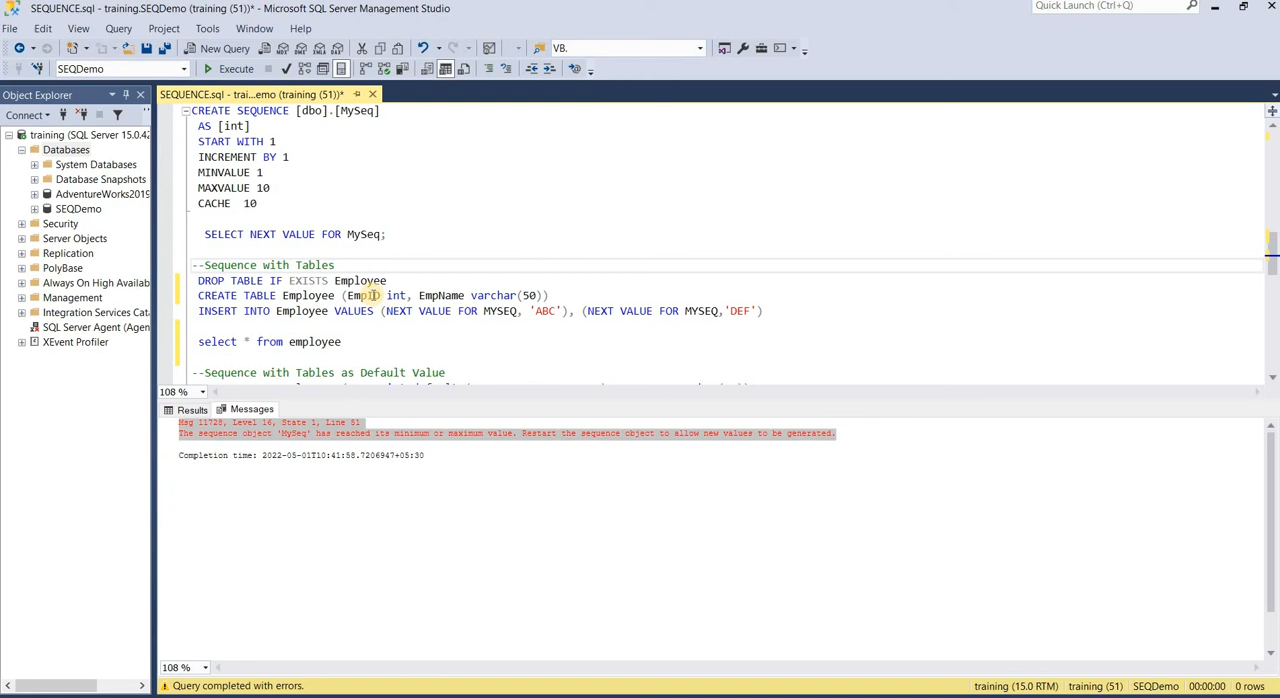 SEQUENCE.sql - training.SEQDemo (training (51))* - Microsoft SQL Server Management Studio
Quick Launch (Ctrl+Q)
File Edit View Query Project Tools Window Help
New Query
MDX DMX XMLA DAX
VB.
SEQDemo
Execute
Object Explorer
SEQUENCE.sql - trai...emo (training (51))*
Connect
training (SQL Server 15.0.42
Databases
System Databases
Database Snapshots
AdventureWorks2019
SEQDemo
Security
Server Objects
Replication
PolyBase
Always On High Availab
Management
Integration Services Cata
SQL Server Agent (Agen
XEvent Profiler
CREATE SEQUENCE [dbo].[MySeq]
AS [int]
START WITH 1
INCREMENT BY 1
MINVALUE 1
MAXVALUE 10
CACHE 10
SELECT NEXT VALUE FOR MySeq;
--Sequence with Tables
DROP TABLE IF EXISTS Employee
CREATE TABLE Employee (EmpID int, EmpName varchar(50))
INSERT INTO Employee VALUES (NEXT VALUE FOR MYSEQ, 'ABC'), (NEXT VALUE FOR MYSEQ,'DEF')
select * from employee
--Sequence with Tables as Default Value
108 %
Results Messages
Msg 11728, Level 16, State 1, Line 51
The sequence object 'MySeq' has reached its minimum or maximum value. Restart the sequence object to allow new values to be generated.
Completion time: 2022-05-01T10:41:58.7206947+05:30
108 %
Query completed with errors.
training (15.0 RTM) training (51) SEQDemo 00:00:00 0 rows